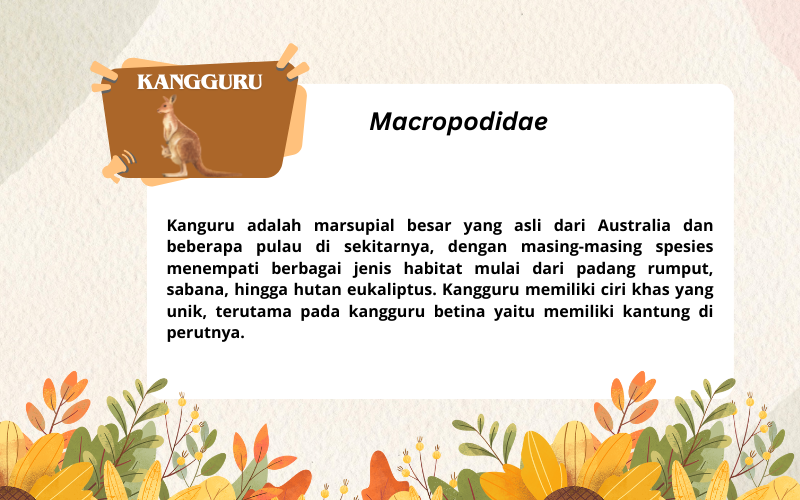 KANGGURU
Macropodidae
Kanguru adalah marsupial besar yang asli dari Australia dan
beberapa pulau di sekitarnya, dengan masing-masing spesies
menempati berbagai jenis habitat mulai dari padang rumput,
sabana, hingga hutan eukaliptus. Kangguru memiliki ciri khas yang
unik, terutama pada kangguru betina yaitu memiliki kantung di
perutnya.